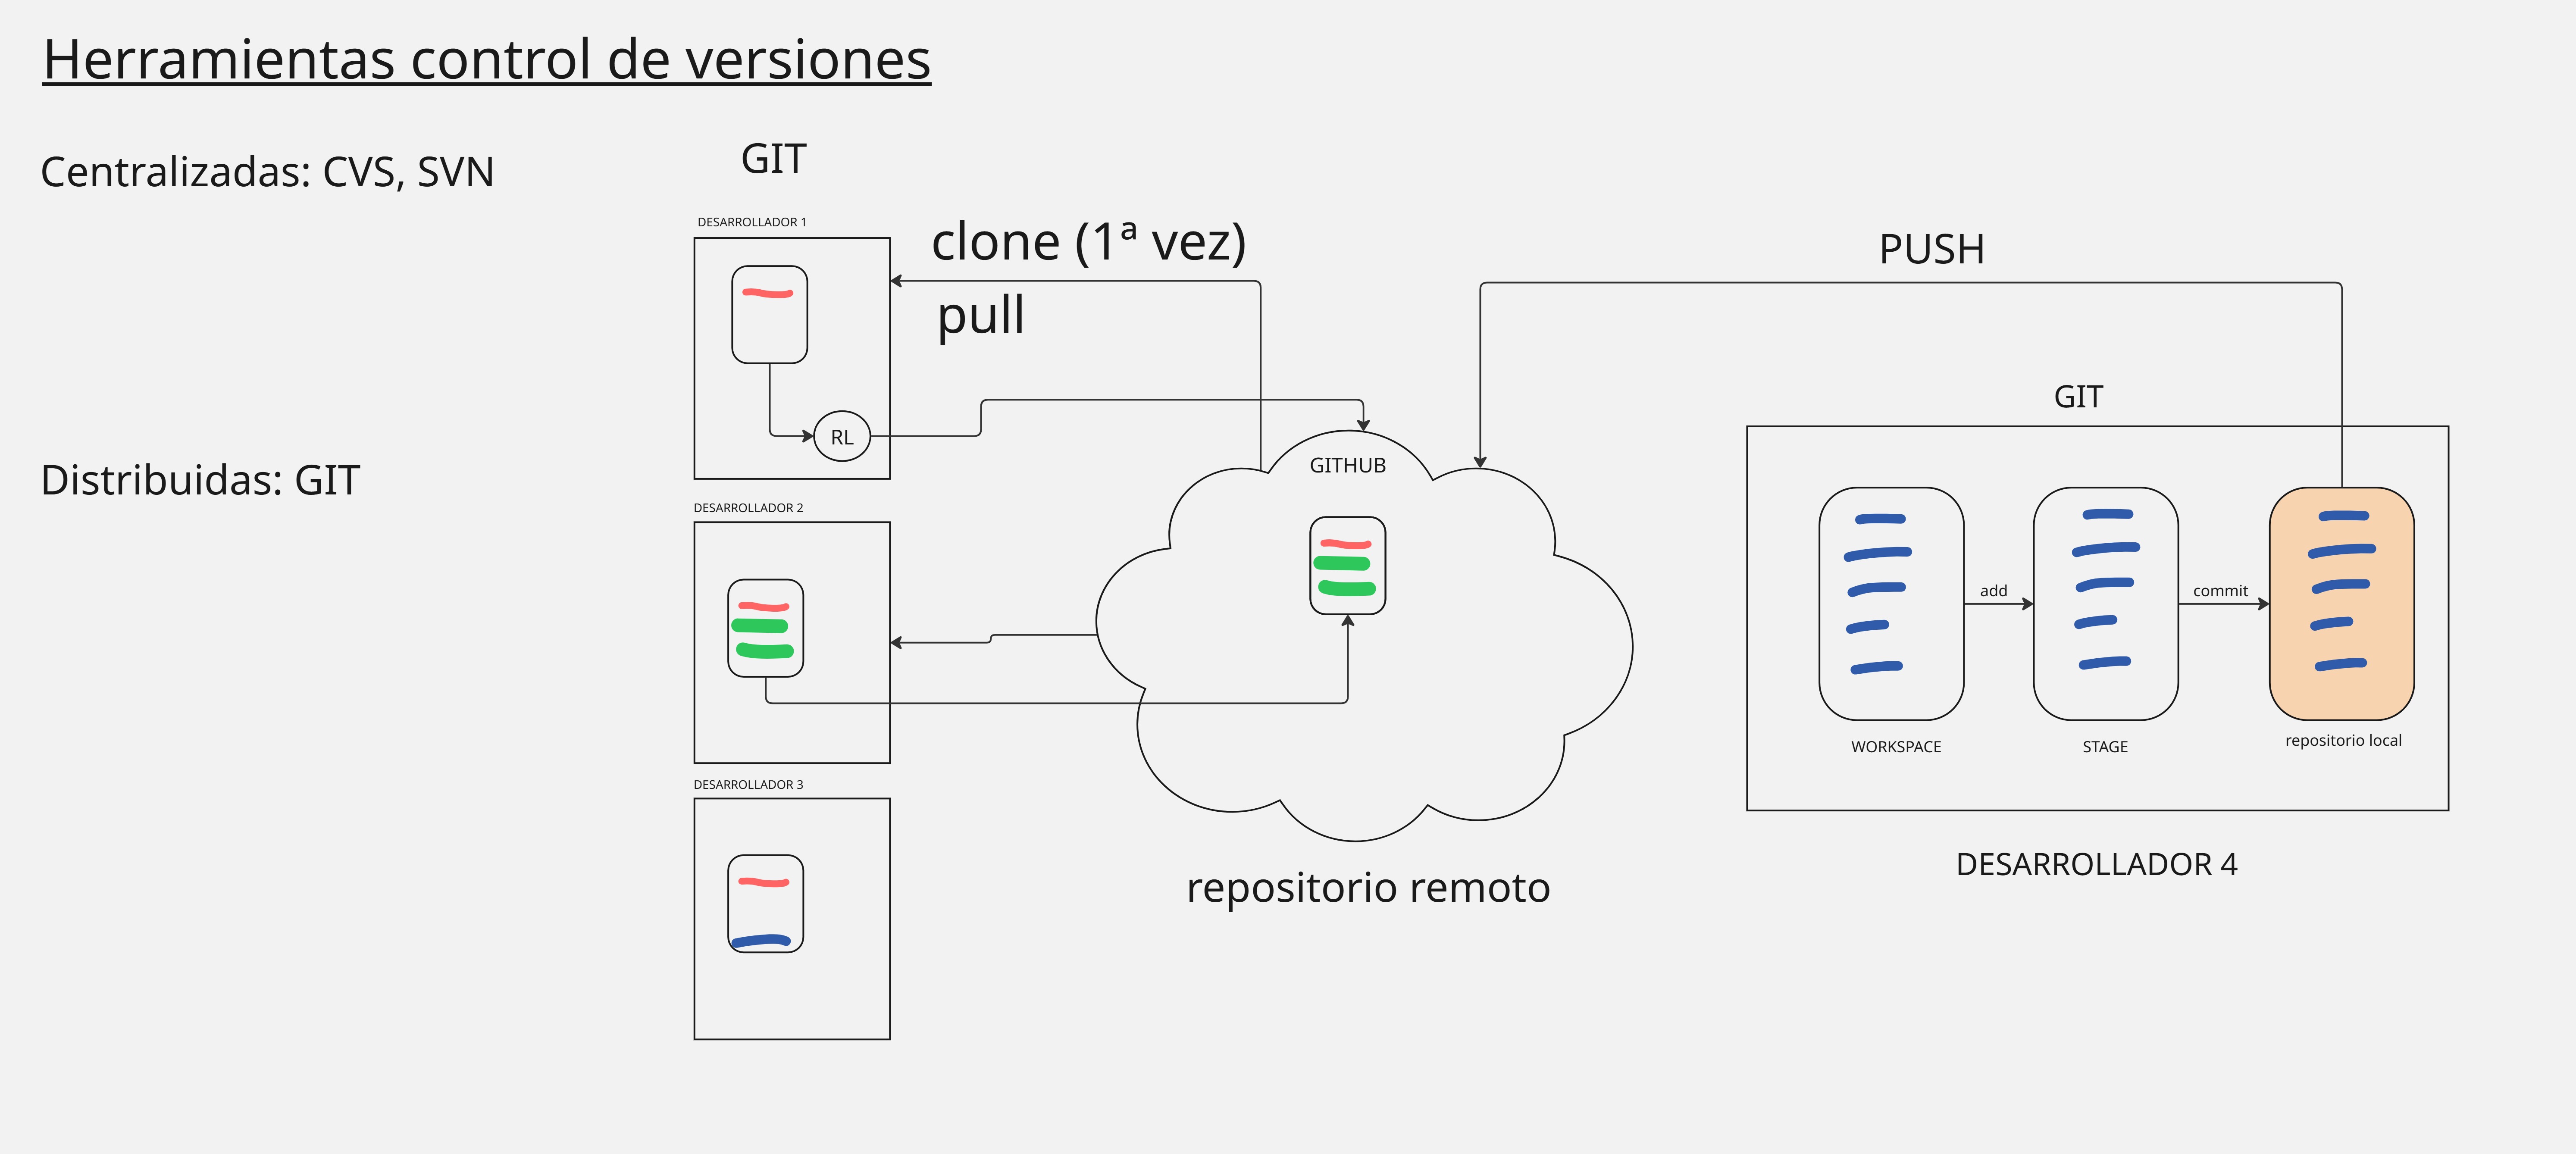 Herramientas control de versiones
Centralizadas: CVS, SVN
Distribuidas: GIT
GIT
DESARROLLADOR 1
RL
clone (1ª vez)
pull
DESARROLLADOR 2
DESARROLLADOR 3
GITHUB
repositorio remoto
PUSH
GIT
add
commit
WORKSPACE
STAGE
repositorio local
DESARROLLADOR 4